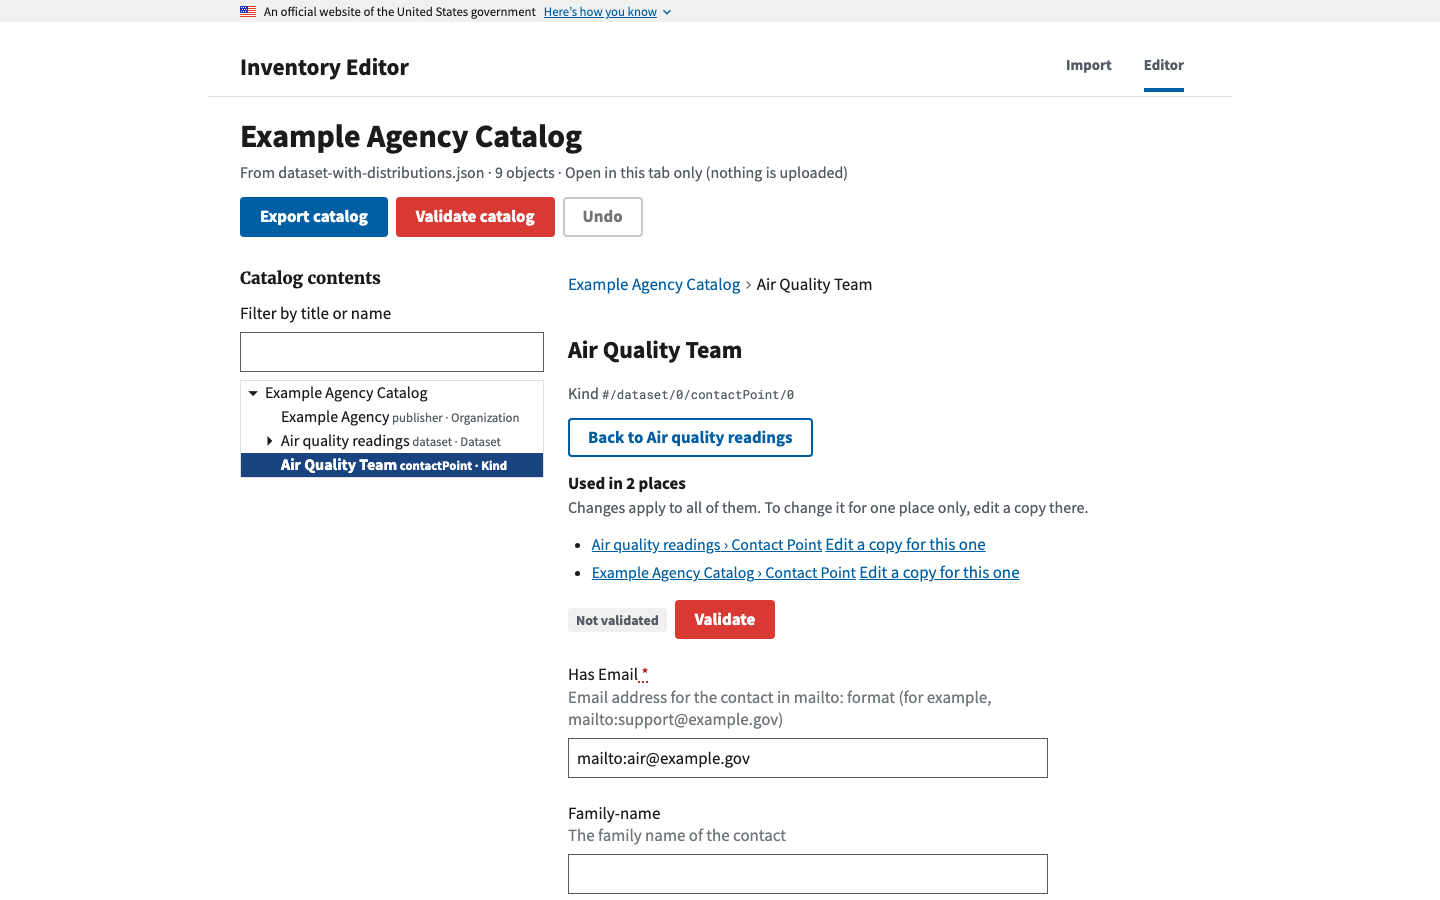 An official website of the United States government Here's how you know
Inventory Editor
Import
Editor
Example Agency Catalog
From dataset-with-distributions.json · 9 objects · Open in this tab only (nothing is uploaded)
Export catalog
Validate catalog
Undo
Catalog contents
Filter by title or name
Example Agency Catalog
Example Agency publisher · Organization
Air quality readings dataset · Dataset
Air Quality Team contactPoint · Kind
Example Agency Catalog › Air Quality Team
Air Quality Team
Kind #/dataset/0/contactPoint/0
Back to Air quality readings
Used in 2 places
Changes apply to all of them. To change it for one place only, edit a copy there.
Air quality readings › Contact Point Edit a copy for this one
Example Agency Catalog › Contact Point Edit a copy for this one
Not validated
Validate
Has Email *
Email address for the contact in mailto: format (for example,
mailto:support@example.gov)
mailto:air@example.gov
Family-name
The family name of the contact